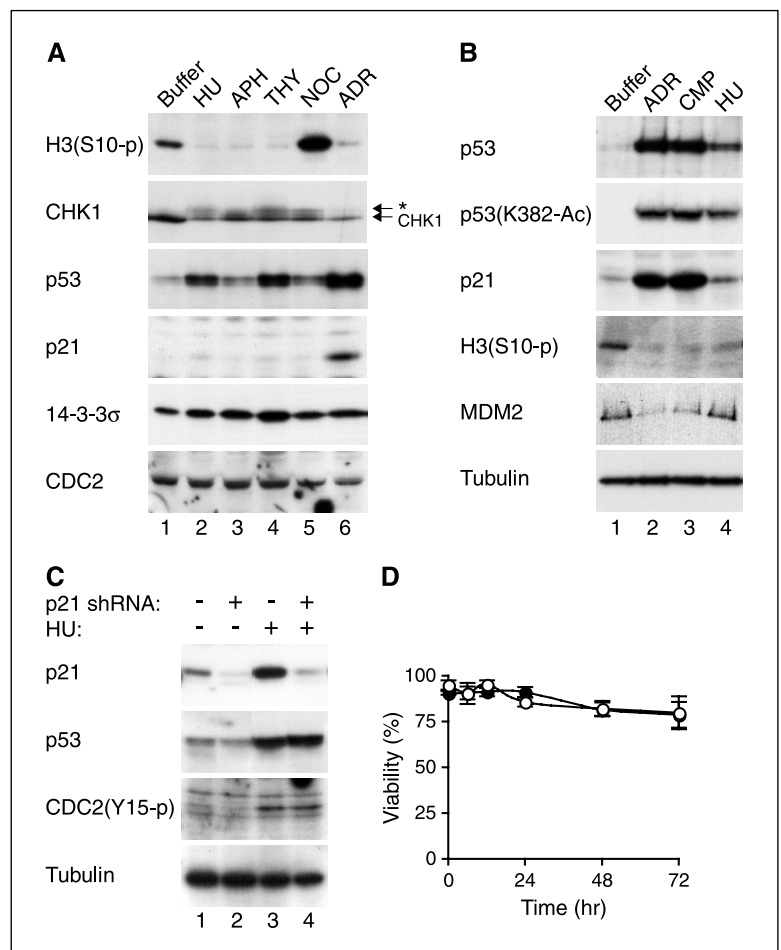 A
Buffer HU APH THY NOC ADR
H3(S10-p)
CHK1
*
CHK1
p53
p21
14-3-3σ
CDC2
1 2 3 4 5 6
B
Buffer ADR CMP HU
p53
p53(K382-Ac)
p21
H3(S10-p)
MDM2
Tubulin
1 2 3 4
C
p21 shRNA: - + - +
HU: - - + +
p21
p53
CDC2(Y15-p)
Tubulin
1 2 3 4
D
Viability (%)
100
75
50
25
0
0 24 48 72
Time (hr)